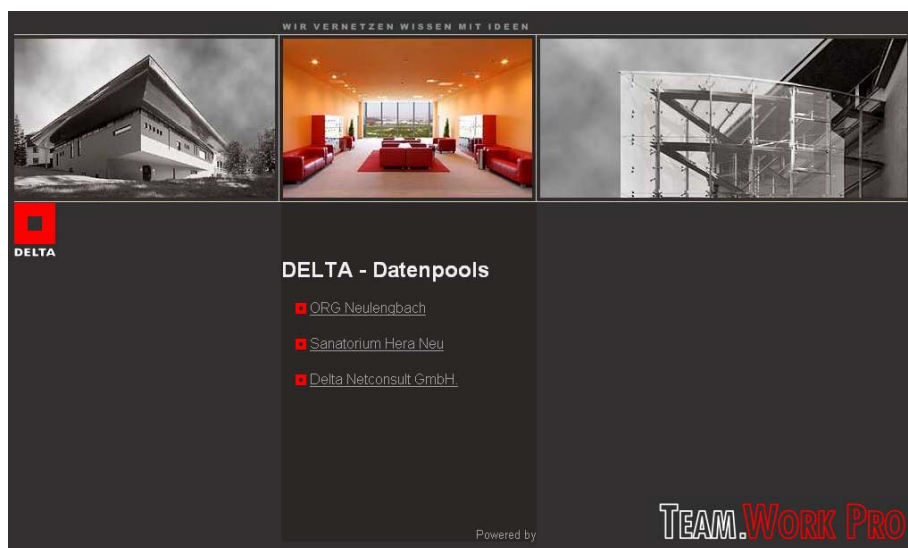 WIR VERNETZEN WISSEN MIT IDEEN
DELTA
DELTA - Datenpools
ORG Neulengbach
Sanatorium Hera Neu
Delta Netconsult GmbH.
Powered by
TEAM.WORK PRO